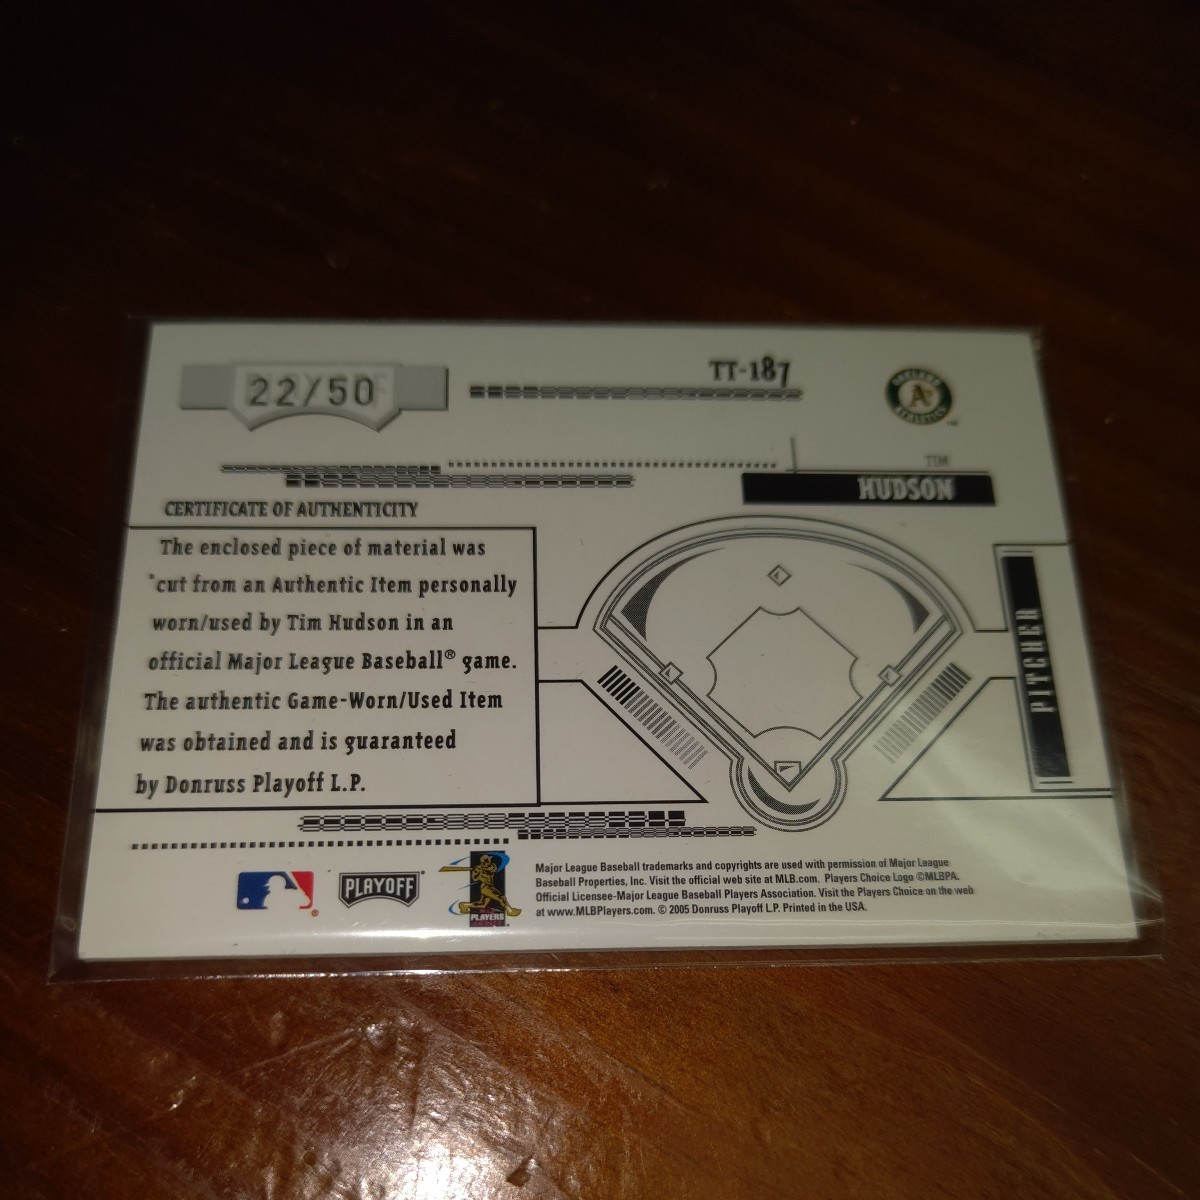 22/50
TT-187
OAKLAND
A's
ATHLETICS
TIM
HUDSON
CERTIFICATE OF AUTHENTICITY
The enclosed piece of material was
cut from an Authentic Item personally
worn/used by Tim Hudson in an
official Major League Baseball® game.
The authentic Game-Worn/Used Item
was obtained and is guaranteed
by Donruss Playoff L.P.
PITCHER
PLAYOFF
PLAYERS
Major League Baseball trademarks and copyrights are used with permission of Major League
Baseball Properties, Inc. Visit the official web site at MLB.com. Players Choice Logo ©MLBPA.
Official Licensee-Major League Baseball Players Association. Visit the Players Choice on the web
at www.MLBPlayers.com. © 2005 Donruss Playoff L.P. Printed in the USA.